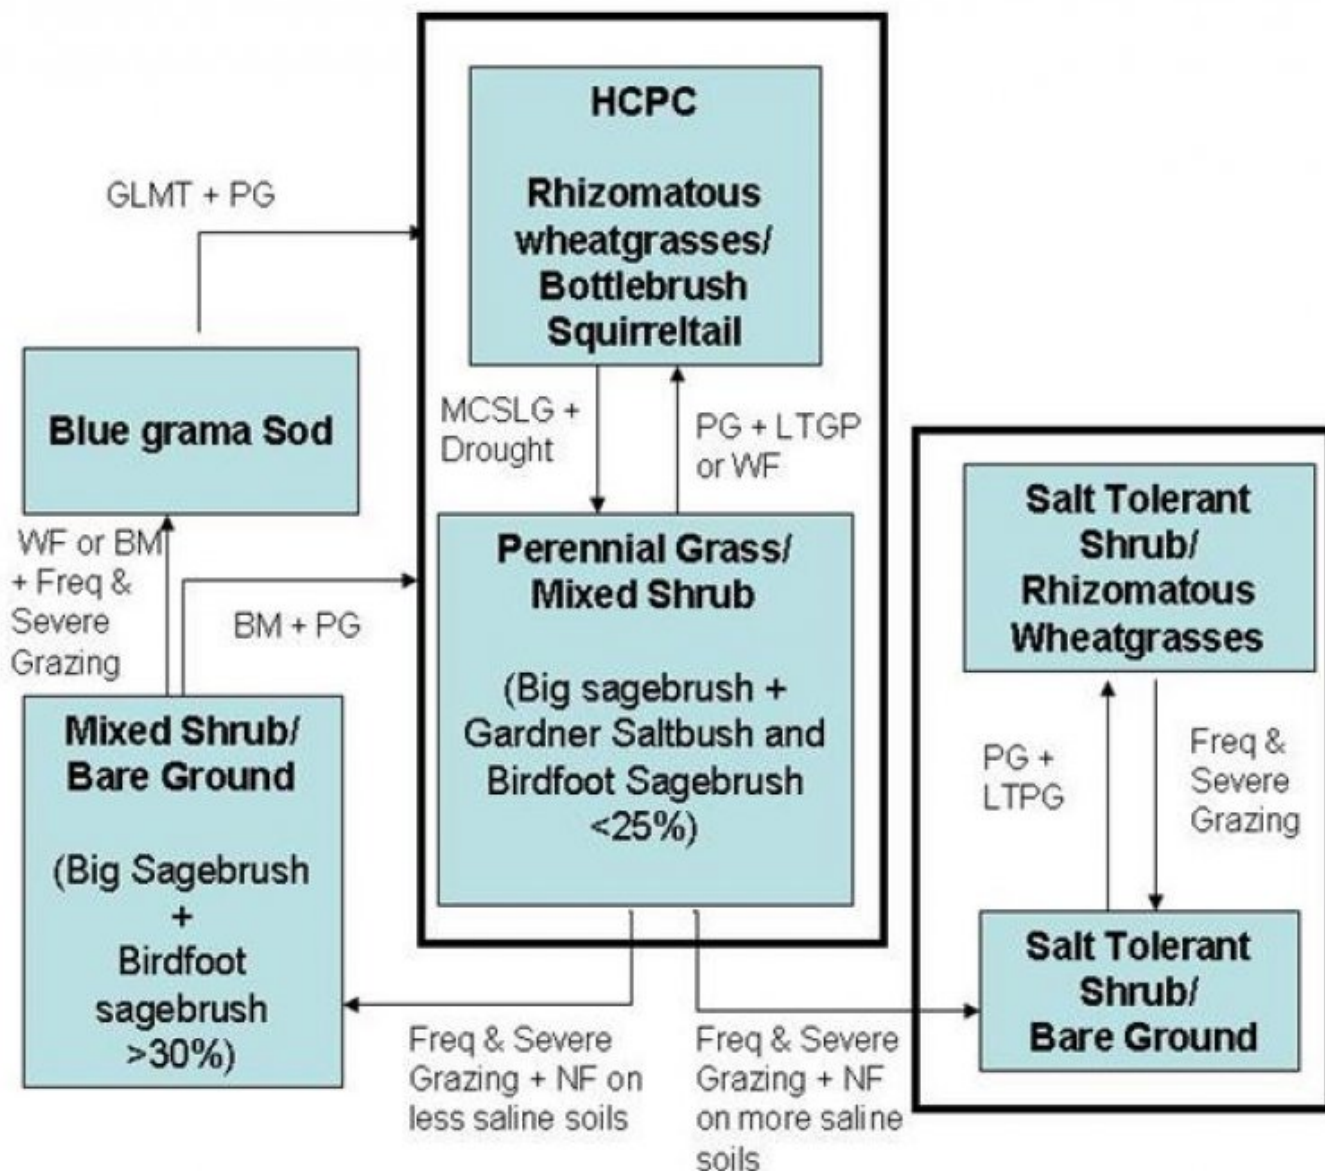 HCPC
Rhizomatous
wheatgrasses/
Bottlebrush
Squirreltail
GLMT + PG
Blue grama Sod
MCSLG +
Drought
PG + LTGP
or WF
WF or BM
+ Freq &
Severe
Grazing
BM + PG
Perennial Grass/
Mixed Shrub
(Big sagebrush +
Gardner Saltbush and
Birdfoot Sagebrush
<25%)
Mixed Shrub/
Bare Ground
(Big Sagebrush
+
Birdfoot
sagebrush
>30%)
Freq & Severe
Grazing + NF on
less saline soils
Freq & Severe
Grazing + NF
on more saline
soils
Salt Tolerant
Shrub/
Rhizomatous
Wheatgrasses
PG +
LTPG
Freq &
Severe
Grazing
Salt Tolerant
Shrub/
Bare Ground